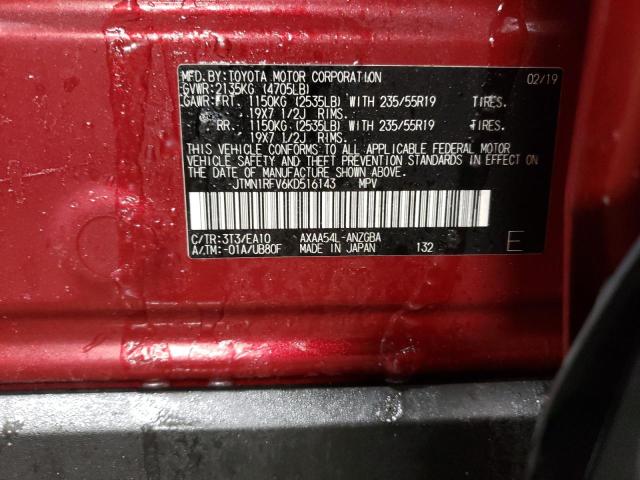 MFD. BY: TOYOTA MOTOR CORPORATION 02/19
GVWR: 2135KG (4705LB)
GAWR: FRT. 1150KG (2535LB) WITH 235/55R19 TIRES.
19X7 1/2J RIMS.
RR. 1150KG (2535LB) WITH 235/55R19 TIRES.
19X7 1/2J RIMS.
THIS VEHICLE CONFORMS TO ALL APPLICABLE FEDERAL
MOTOR VEHICLE SAFETY STANDARDS IN EFFECT ON
THE DATE OF MANUFACTURE SHOWN ABOVE.
JTMN1RFV6KD516143 MPV
C/TR: 3T3/EA10 AXAA54L-ANZGBA
A/TM: -01A/UB80F MADE IN JAPAN 132 E